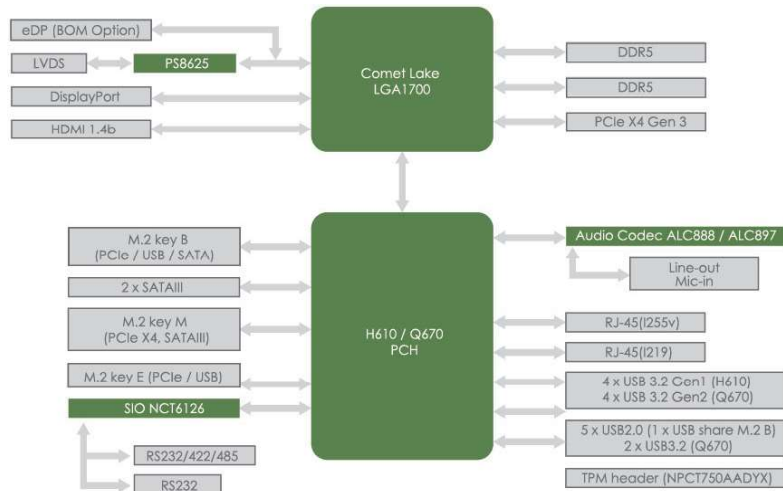 eDP (BOM Option)
LVDS
PS8625
DisplayPort
HDMI 1.4b
Comet Lake
LGA1700
DDR5
DDR5
PCIe X4 Gen 3
M.2 key B
(PCIe / USB / SATA)
2 x SATAIII
M.2 key M
(PCIe X4, SATAIII)
M.2 key E (PCIe / USB)
SIO NCT6126
RS232/422/485
RS232
H610 / Q670
PCH
Audio Codec ALC888 / ALC897
Line-out
Mic-in
RJ-45(I255v)
RJ-45(I219)
4 x USB 3.2 Gen1 (H610)
4 x USB 3.2 Gen2 (Q670)
5 x USB2.0 (1 x USB share M.2 B)
2 x USB3.2 (Q670)
TPM header (NPCT750AADYX)